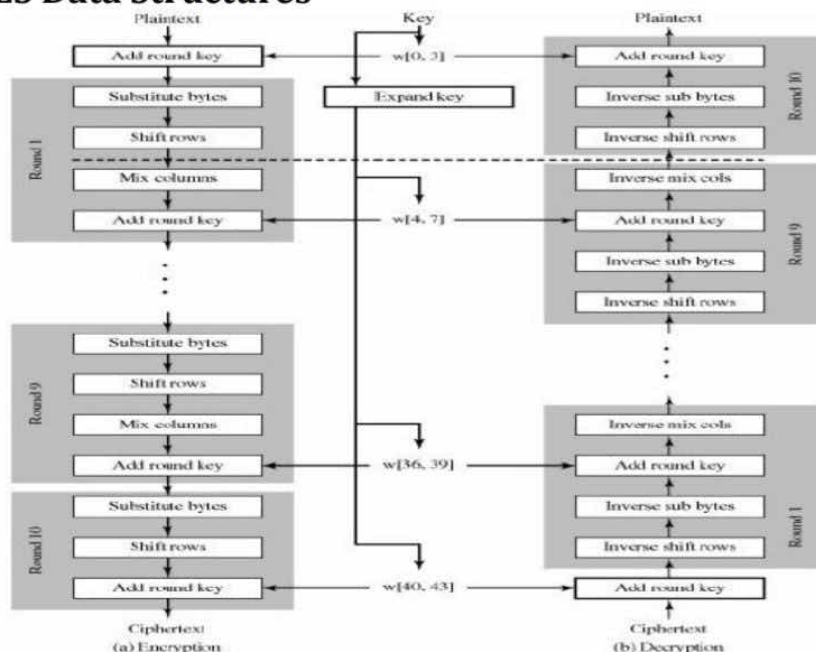 ES Data Structures
Plaintext
Key
Plaintext
Add round key
w[0, 3]
Add round key
Substitute bytes
Expand key
Inverse sub bytes
Round 10
Shift rows
Inverse shift rows
Round 1
Mix columns
Inverse mix cols
Add round key
w[4, 7]
Add round key
Round 9
Inverse sub bytes
Inverse shift rows
Substitute bytes
Shift rows
Round 9
Mix columns
Inverse mix cols
Add round key
w[36, 39]
Add round key
Substitute bytes
Inverse sub bytes
Round 1
Round 10
Shift rows
Inverse shift rows
Add round key
w[40, 43]
Add round key
Ciphertext
Ciphertext
(a) Encryption
(b) Decryption